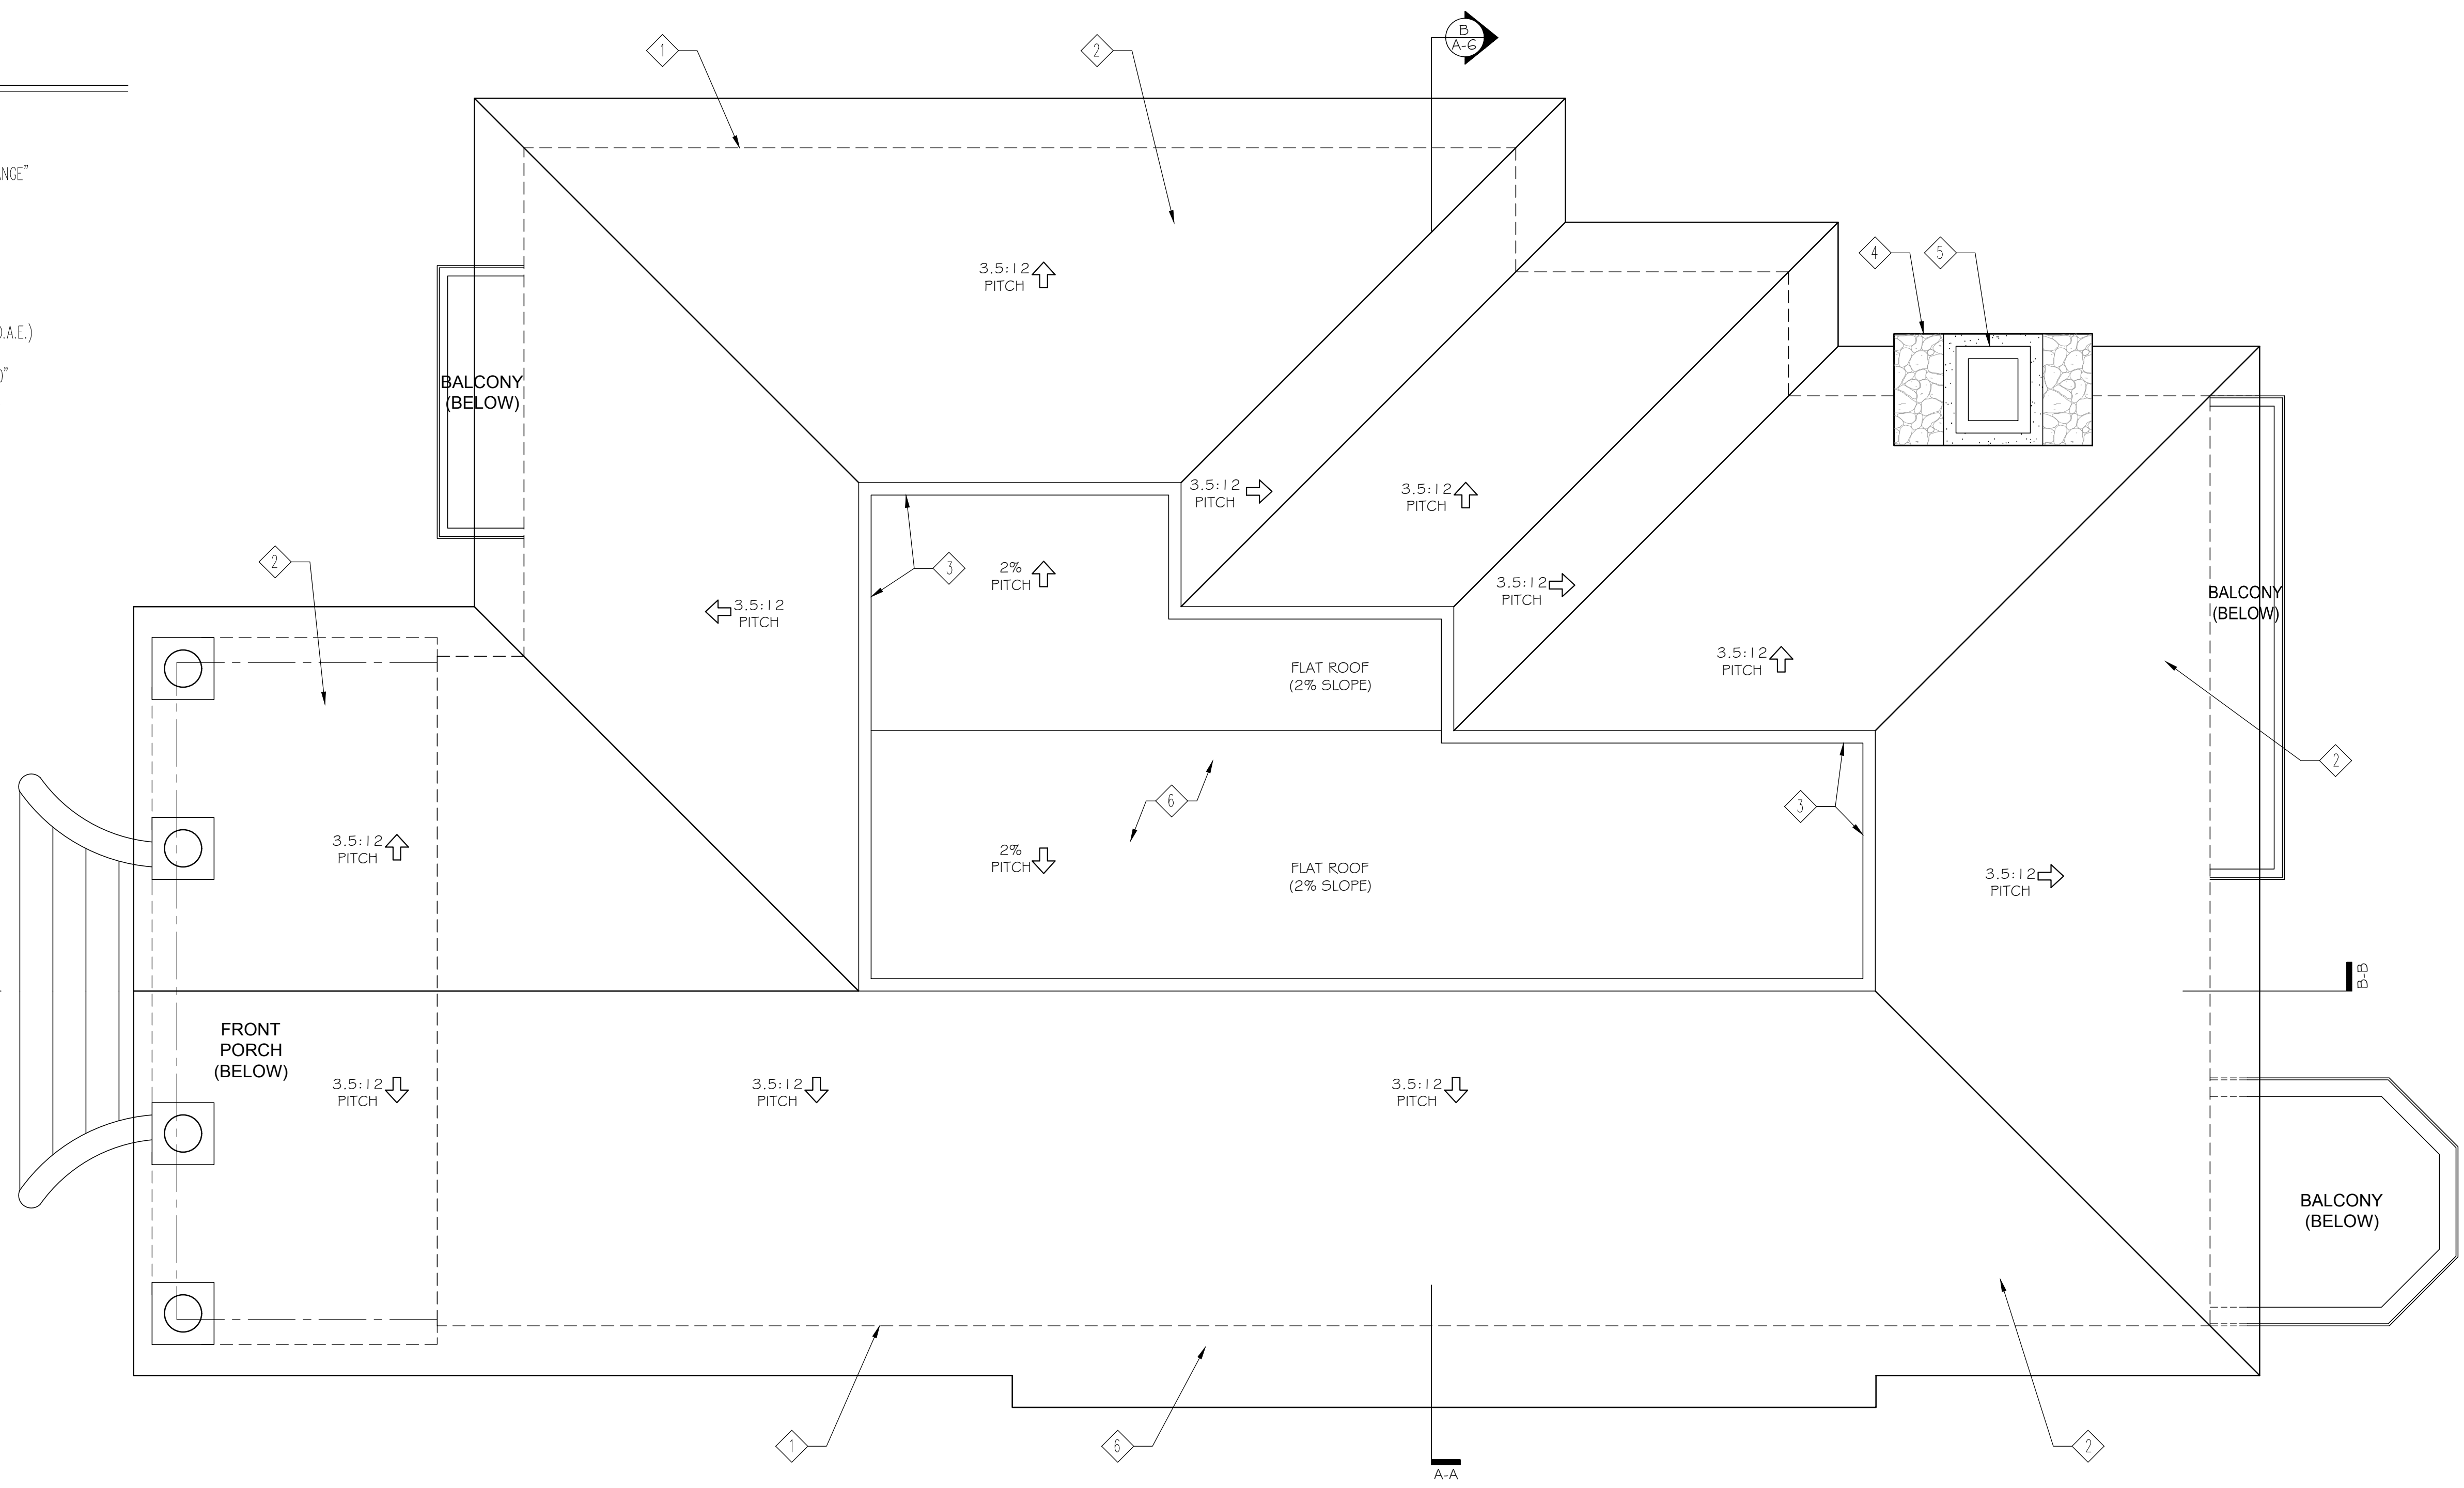 B
A-6
1
2
ANGE"
4
5
O.A.E.)
3.5:12
PITCH
BALCONY
(BELOW)
3.5:12
PITCH
3.5:12
PITCH
2
3
2%
PITCH
3.5:12
PITCH
3.5:12
PITCH
BALCONY
(BELOW)
3.5:12
PITCH
FLAT ROOF
(2% SLOPE)
2
6
3
3.5:12
PITCH
2%
PITCH
FLAT ROOF
(2% SLOPE)
3.5:12
PITCH
B-B
FRONT
PORCH
(BELOW)
3.5:12
PITCH
3.5:12
PITCH
3.5:12
PITCH
BALCONY
(BELOW)
1
6
2
A-A